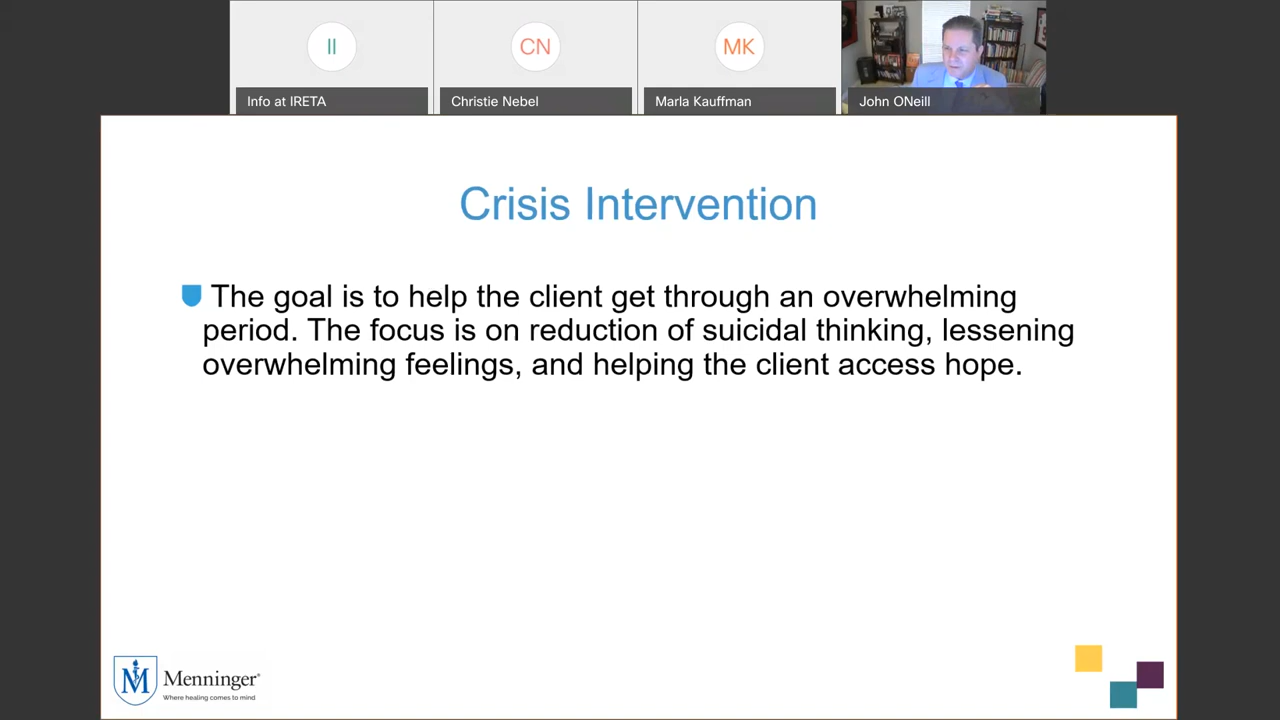 II
CN
MK
Info at IRETA
Christie Nebel
Marla Kauffman
John ONeill
Crisis Intervention
The goal is to help the client get through an overwhelming
period. The focus is on reduction of suicidal thinking, lessening
overwhelming feelings, and helping the client access hope.
M
Menninger®
Where healing comes to mind